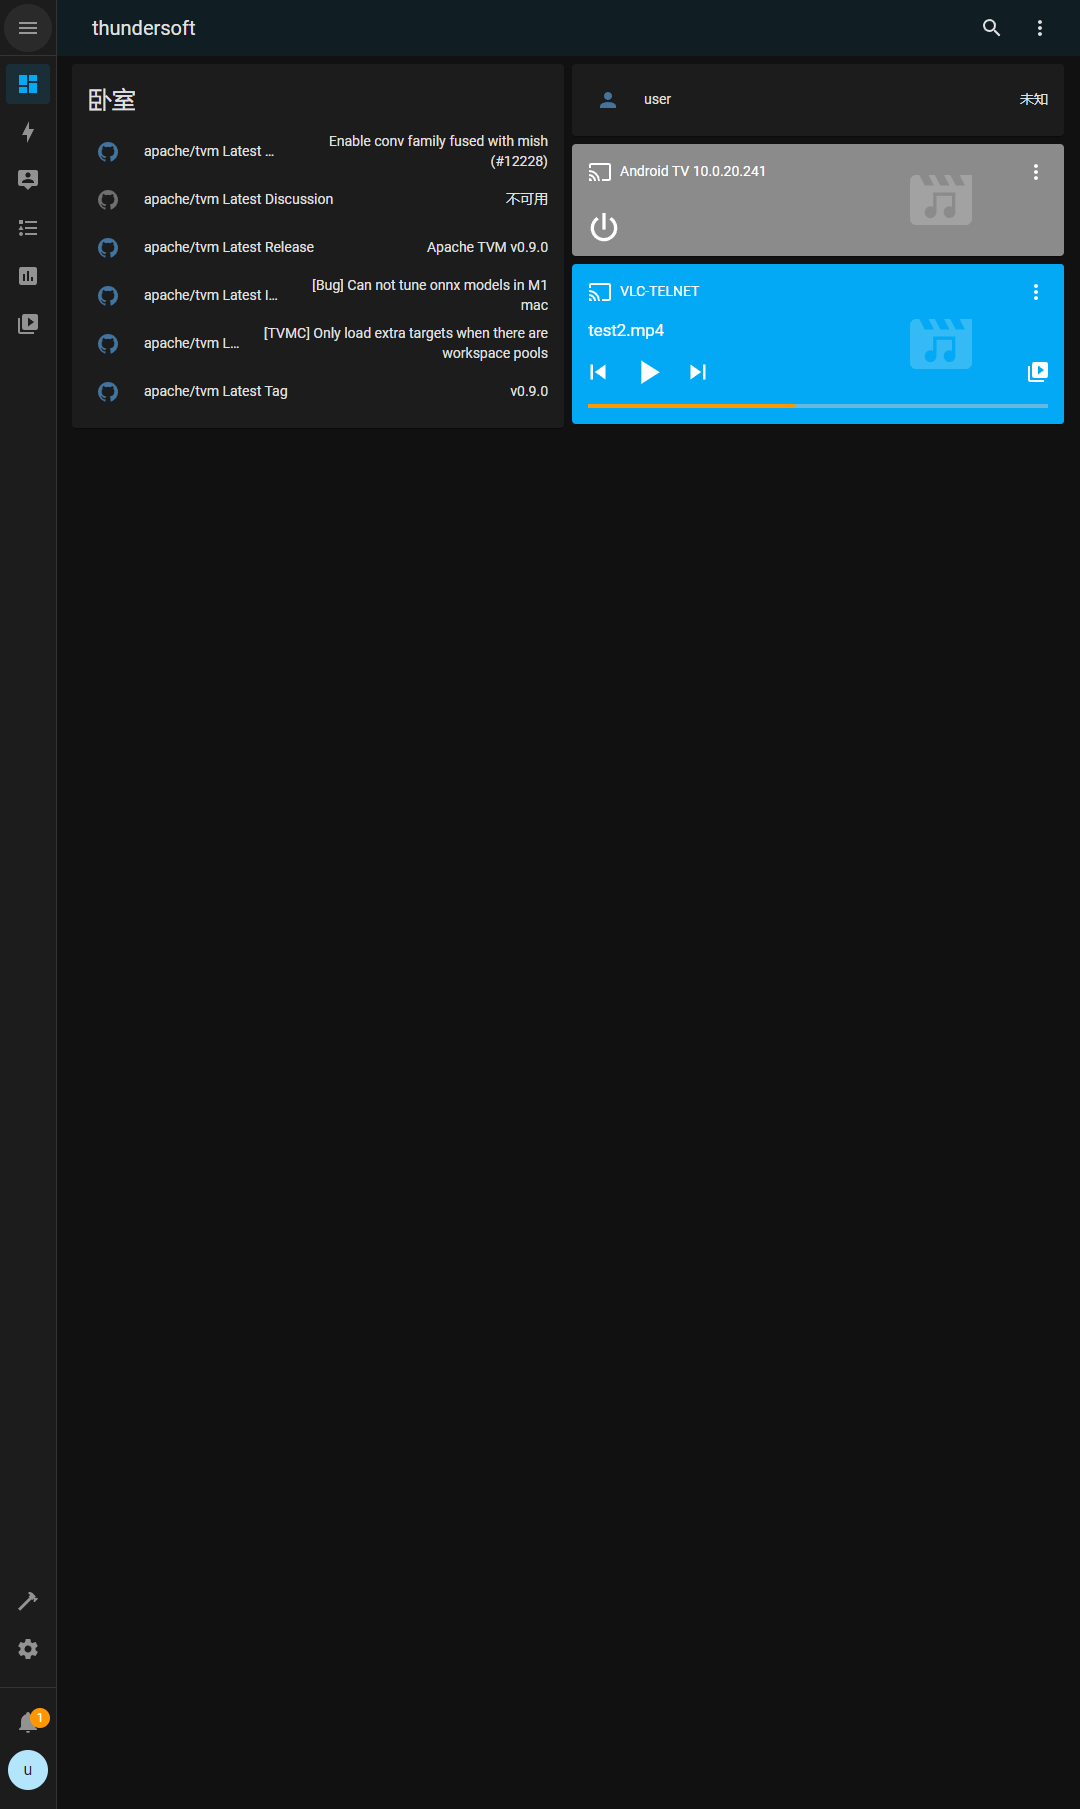 thundersoft
卧室
apache/tvm Latest ...
Enable conv family fused with mish
(#12228)
apache/tvm Latest Discussion
不可用
apache/tvm Latest Release
Apache TVM v0.9.0
apache/tvm Latest I...
[Bug] Can not tune onnx models in M1
mac
apache/tvm L...
[TVMC] Only load extra targets when there are
workspace pools
apache/tvm Latest Tag
v0.9.0
user
未知
Android TV 10.0.20.241
VLC-TELNET
test2.mp4
1
u